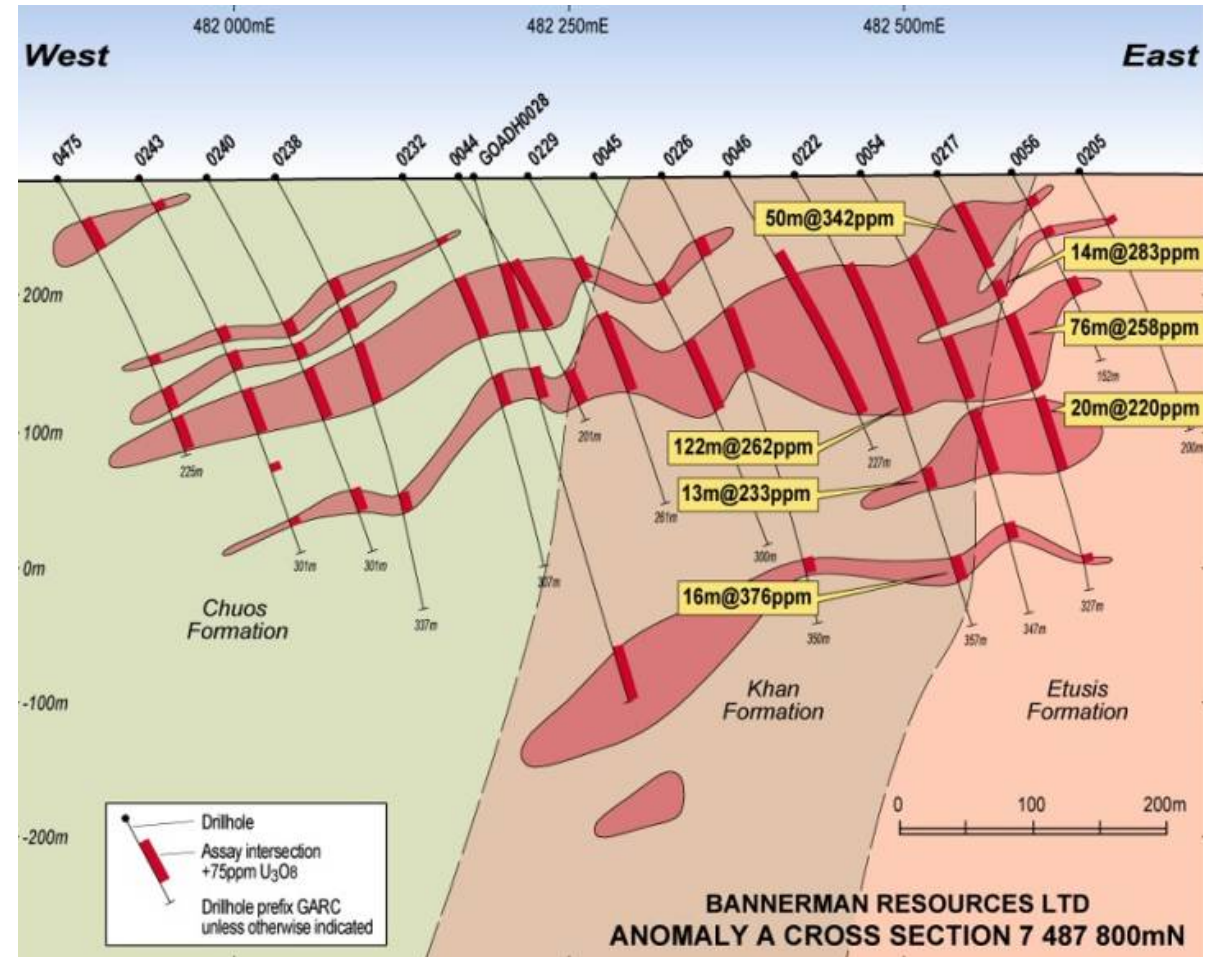 482 000mE
482 250mE
482 500mE
West
East
0475
0243
0240
0238
0232
0044
GOADH0028
0229
0045
0226
0046
0222
0054
0217
0056
0205
50m@342ppm
14m@283ppm
200m
76m@258ppm
152m
20m@220ppm
100m
201m
122m@262ppm
200m
225m
227m
13m@233ppm
261m
300m
301m
301m
0m
307m
16m@376ppm
327m
337m
350m
357m
347m
Chuos
Formation
Khan
Formation
Etusis
Formation
-100m
0
100
200m
-200m
Drillhole
Assay intersection
+75ppm U3O8
Drillhole prefix GARC
unless otherwise indicated
BANNERMAN RESOURCES LTD
ANOMALY A CROSS SECTION 7 487 800mN